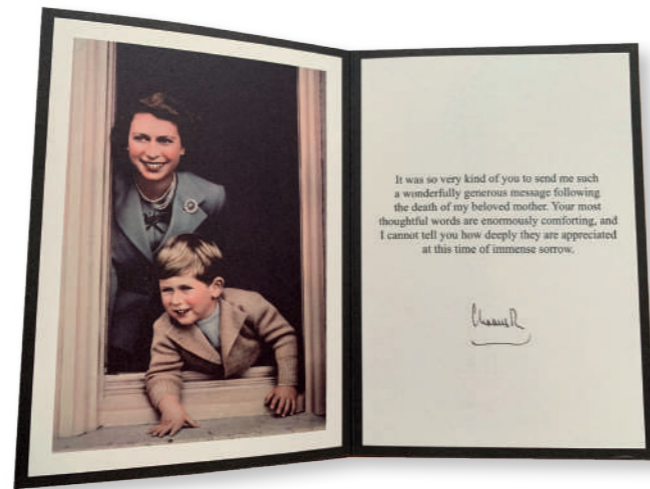 It was so very kind of you to send me such
a wonderfully generous message following
the death of my beloved mother. Your most
thoughtful words are enormously comforting, and
I cannot tell you how deeply they are appreciated
at this time of immense sorrow.
Charles R